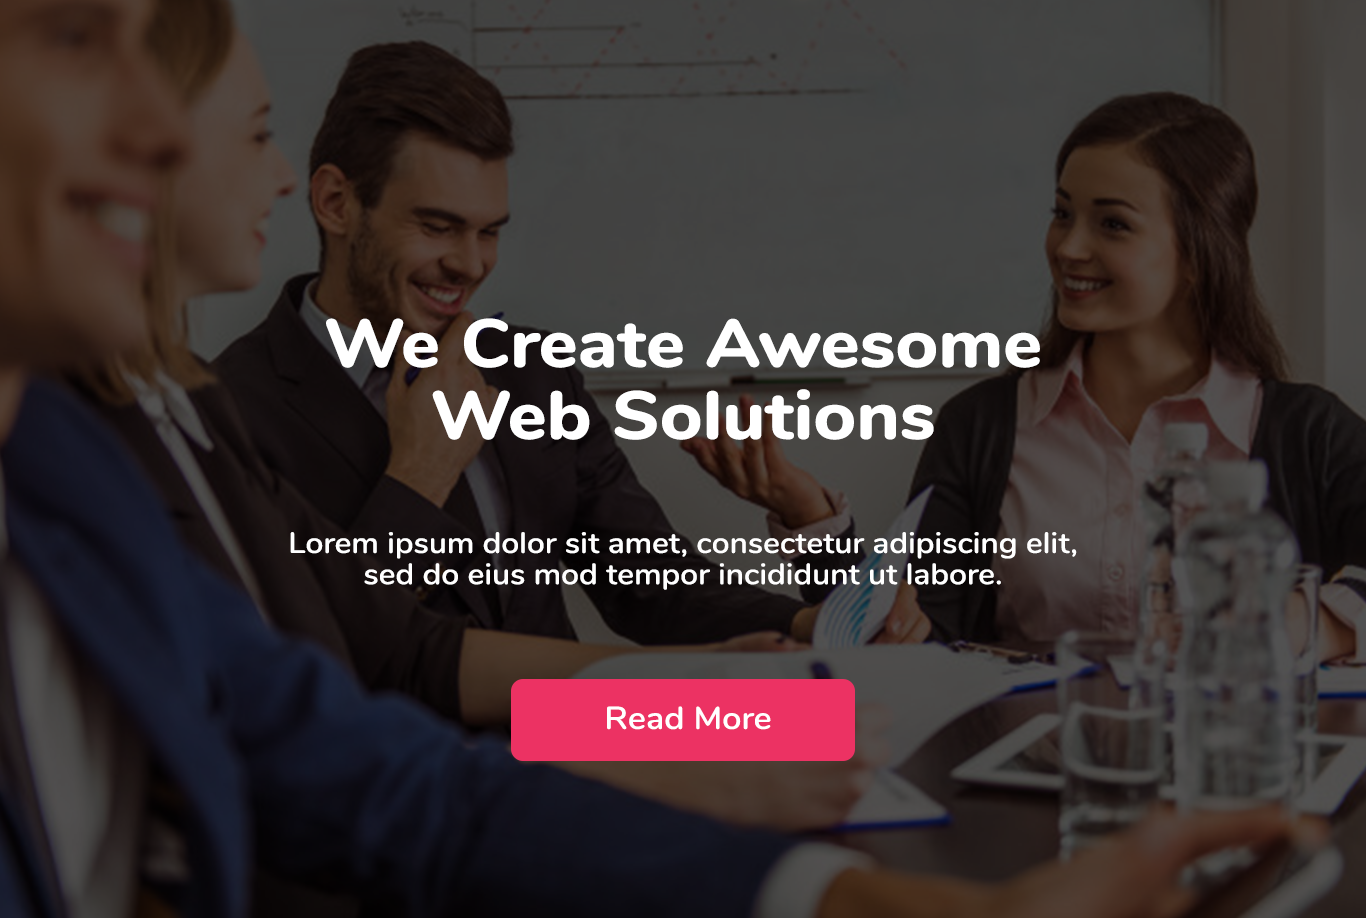 We Create Awesome
Web Solutions
Lorem ipsum dolor sit amet, consectetur adipiscing elit,
sed do eius mod tempor incididunt ut labore.
Read More